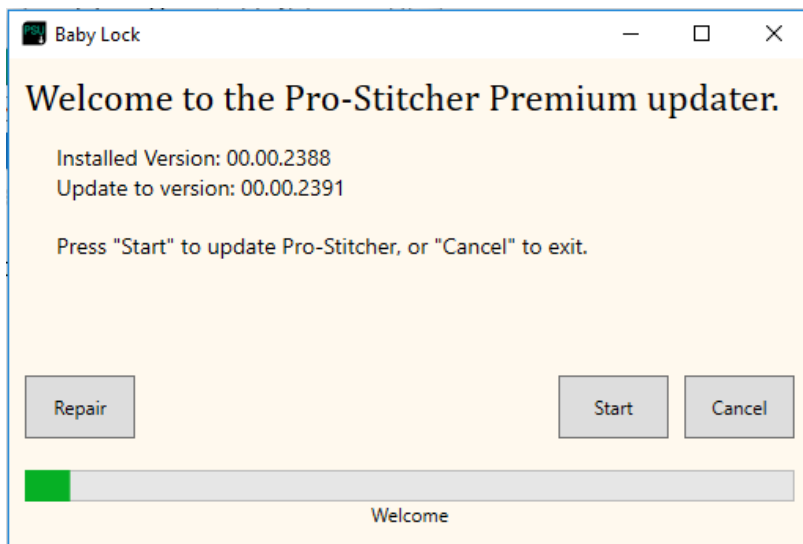 PSU
Baby Lock
Welcome to the Pro-Stitcher Premium updater.
Installed Version: 00.00.2388
Update to version: 00.00.2391
Press "Start" to update Pro-Stitcher, or "Cancel" to exit.
Repair
Start
Cancel
Welcome